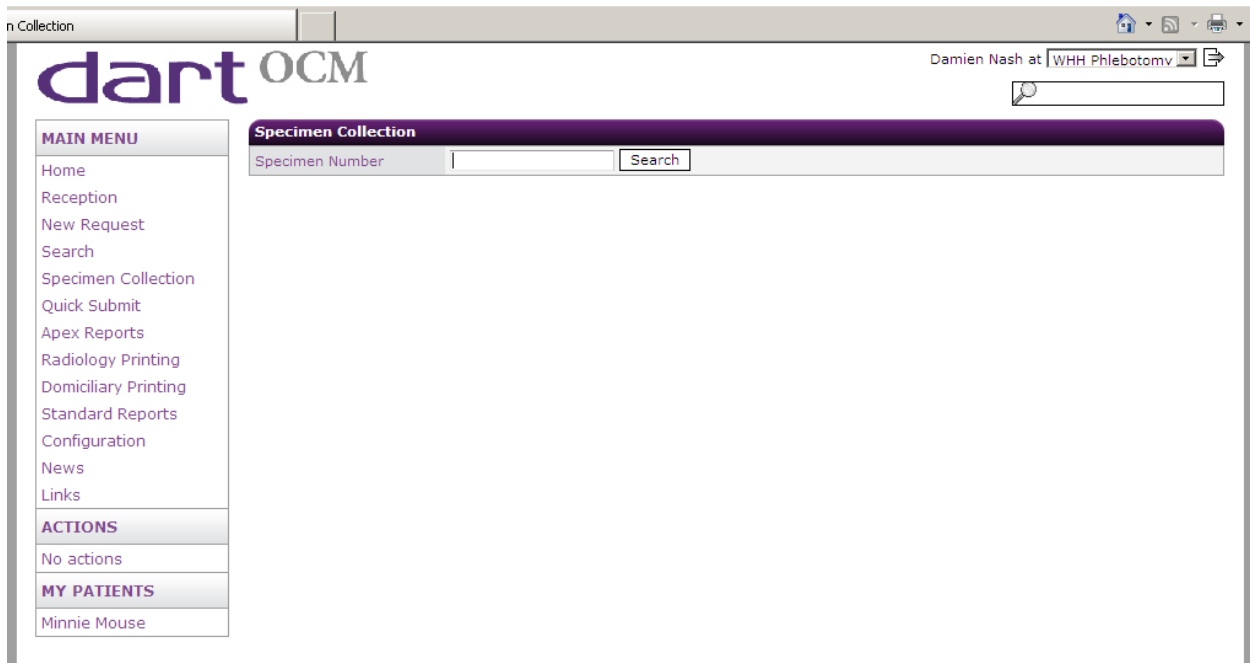 n Collection
dart OCM
Damien Nash at WHH Phlebotomy
MAIN MENU
Home
Reception
New Request
Search
Specimen Collection
Quick Submit
Apex Reports
Radiology Printing
Domiciliary Printing
Standard Reports
Configuration
News
Links
ACTIONS
No actions
MY PATIENTS
Minnie Mouse
Specimen Collection
Specimen Number Search